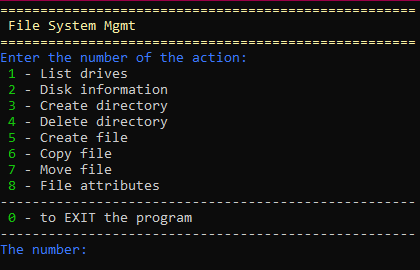 ====================================================
 File System Mgmt
====================================================
Enter the number of the action:
 1 - List drives
 2 - Disk information
 3 - Create directory
 4 - Delete directory
 5 - Create file
 6 - Copy file
 7 - Move file
 8 - File attributes
----------------------------------------------------
 0 - to EXIT the program
----------------------------------------------------
The number: